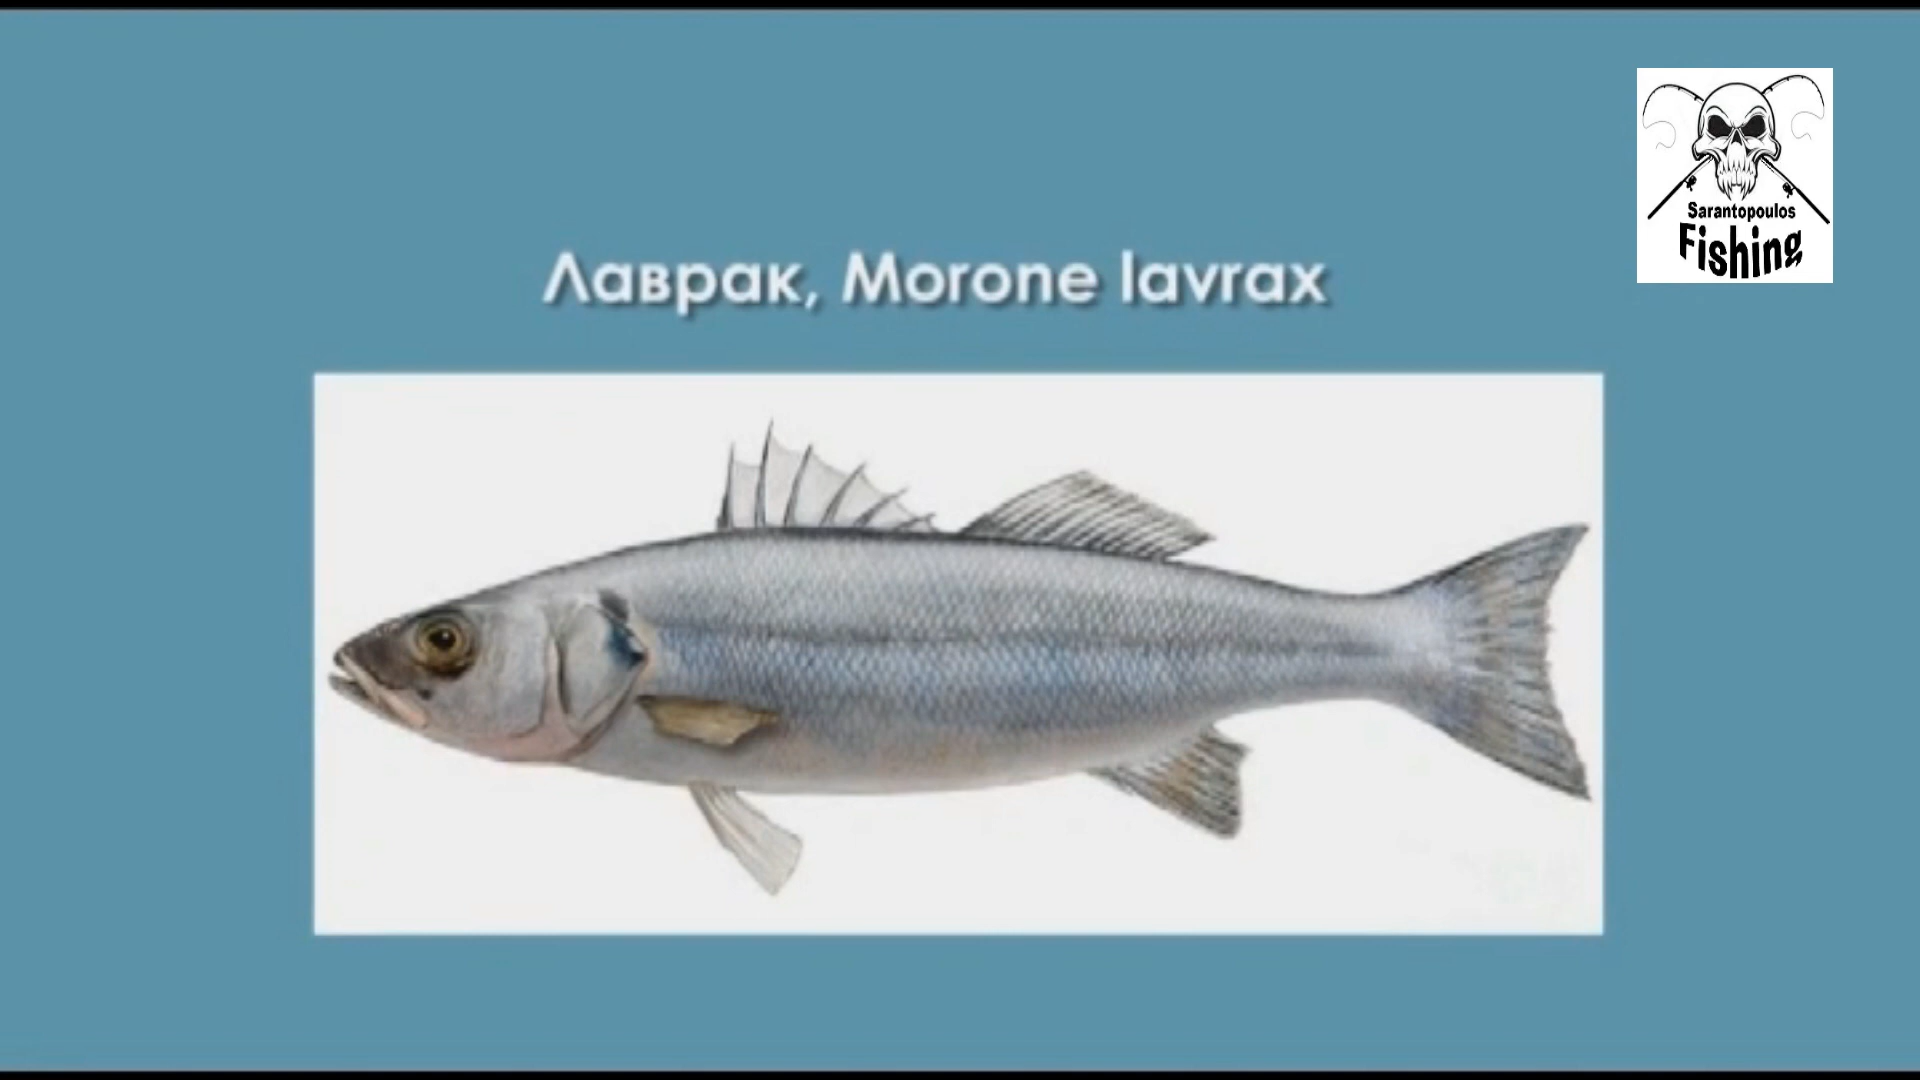 Лаврак, Morone lavrax
Sarantopoulos
Fishing